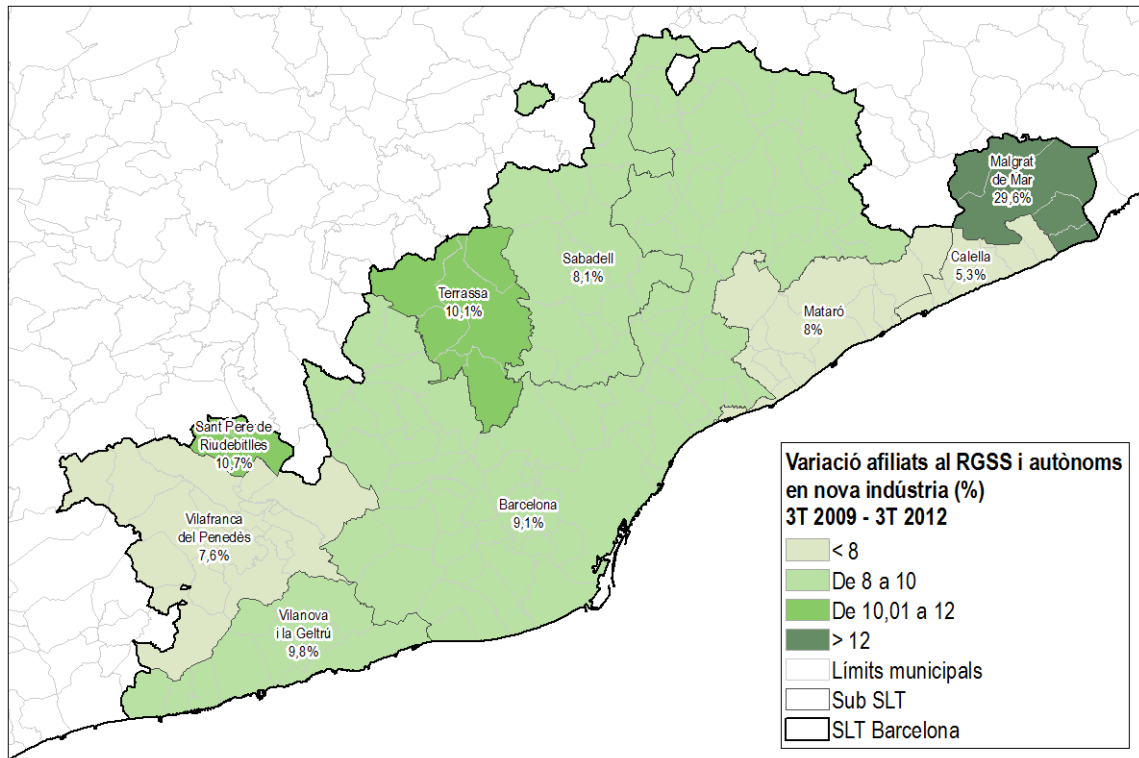 Malgrat
de Mar
29,6%
Calella
5,3%
Sabadell
8,1%
Terrassa
10,1%
Mataró
8%
Sant Pere de
Riudebitlles
10,7%
Barcelona
9,1%
Vilafranca
del Penedès
7,6%
Vilanova
i la Geltrú
9,8%
Variació afiliats al RGSS i autònoms
en nova indústria (%)
3T 2009 - 3T 2012
< 8
De 8 a 10
De 10,01 a 12
> 12
Límits municipals
Sub SLT
SLT Barcelona